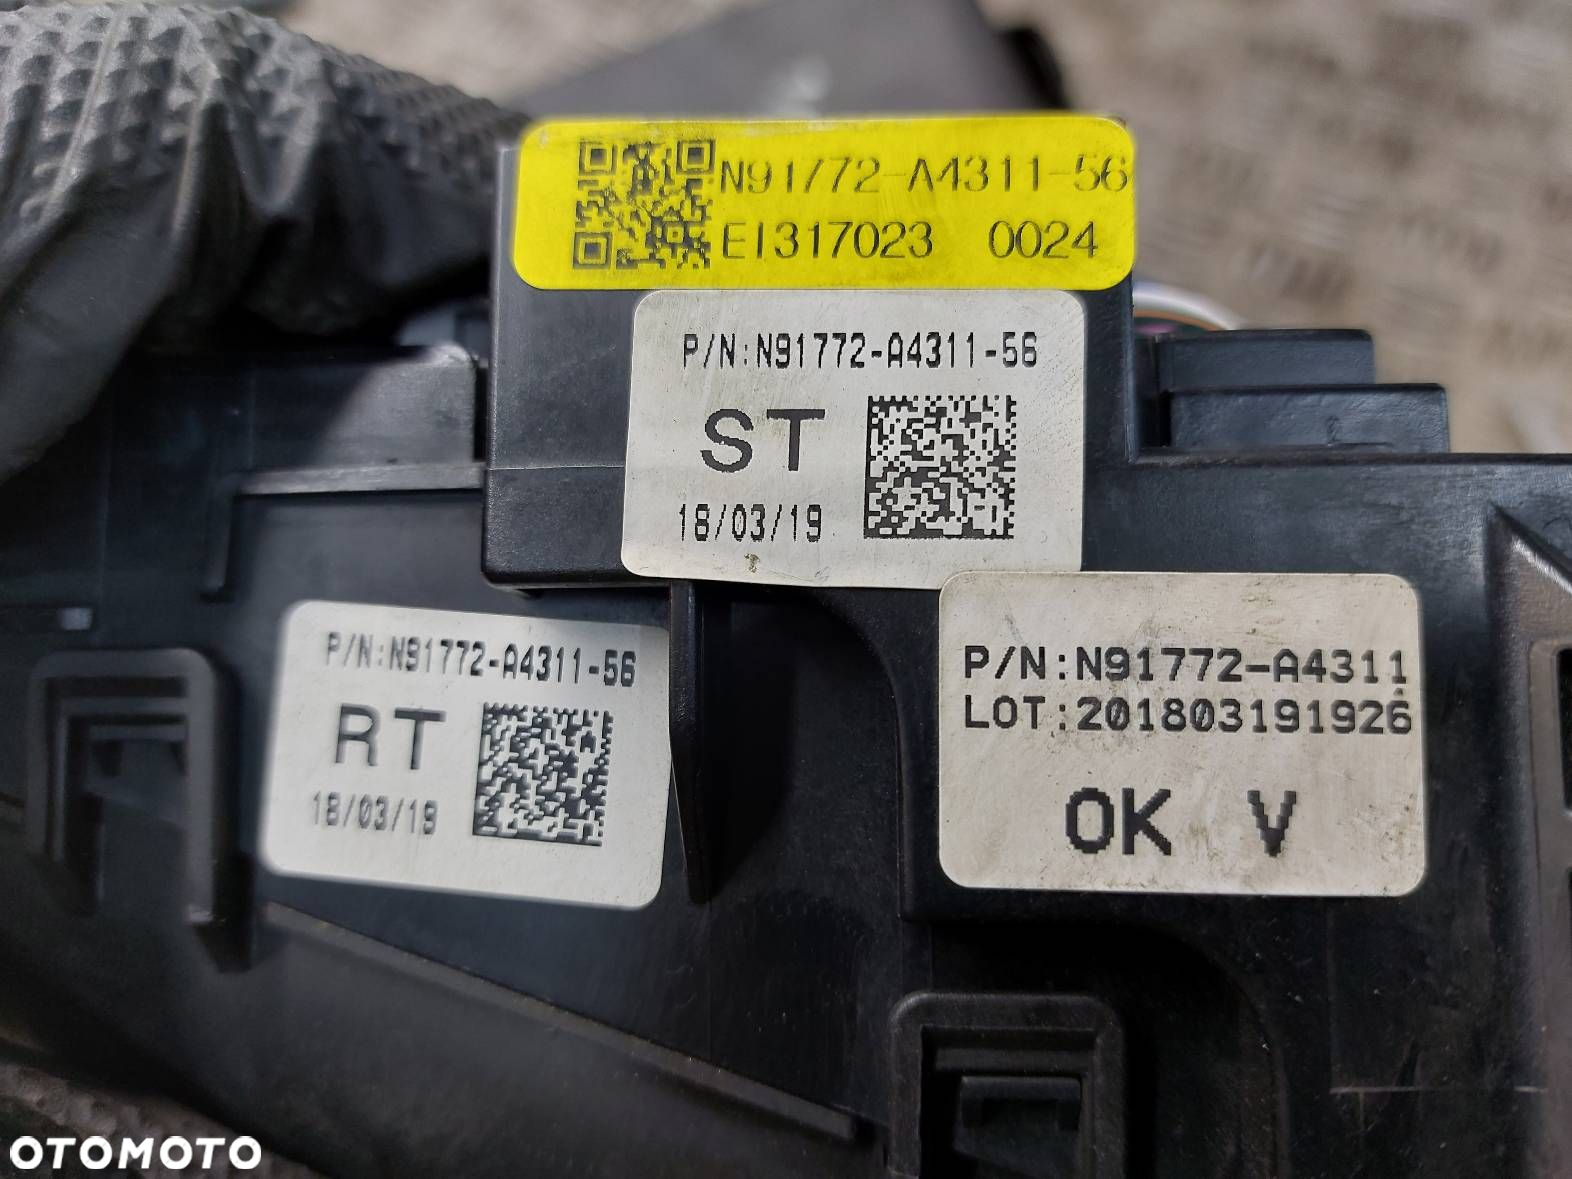 N91772-A4311-56
EI317023 0024
P/N:N91772-A4311-56
ST
18/03/19
P/N:N91772-A4311-56
RT
18/03/19
P/N:N91772-A4311
LOT:201803191926
OK V
OTOMOTO